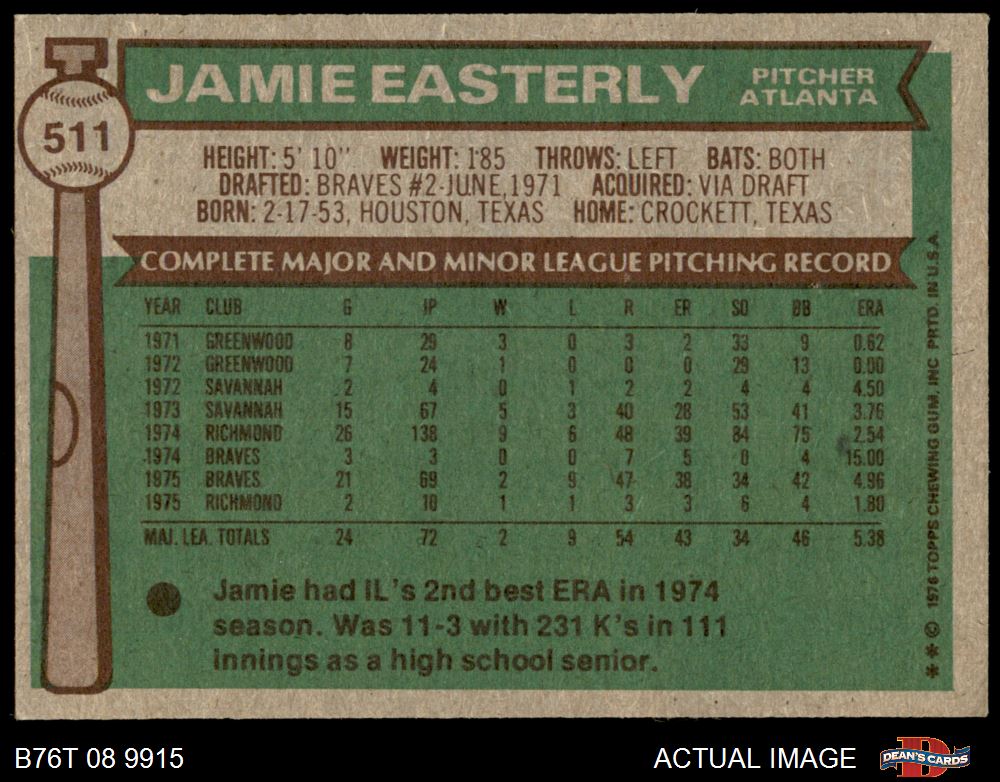 511
JAMIE EASTERLY
PITCHER
ATLANTA
HEIGHT: 5' 10" WEIGHT: 185 THROWS: LEFT BATS: BOTH
DRAFTED: BRAVES #2-JUNE,1971 ACQUIRED: VIA DRAFT
BORN: 2-17-53, HOUSTON, TEXAS HOME: CROCKETT, TEXAS
COMPLETE MAJOR AND MINOR LEAGUE PITCHING RECORD
YEAR CLUB G IP W L R ER SO BB ERA
1971 GREENWOOD 8 29 3 0 3 2 33 9 0.62
1972 GREENWOOD 7 24 1 0 0 0 29 13 0.00
1972 SAVANNAH 2 4 0 1 2 2 4 4 4.50
1973 SAVANNAH 15 67 5 3 40 28 53 41 3.76
1974 RICHMOND 26 138 9 6 48 39 84 75 2.54
1974 BRAVES 3 3 0 0 7 5 0 4 15.00
1975 BRAVES 21 69 2 9 47 38 34 42 4.96
1975 RICHMOND 2 10 1 1 3 3 6 4 1.80
MAJ. LEA. TOTALS 24 72 2 9 54 43 34 46 5.38
Jamie had IL's 2nd best ERA in 1974
season. Was 11-3 with 231 K's in 111
innings as a high school senior.
** © 1976 TOPPS CHEWING GUM, INC PRTD. IN U.S.A.
B76T 08 9915
ACTUAL IMAGE
DEAN'S CARDS